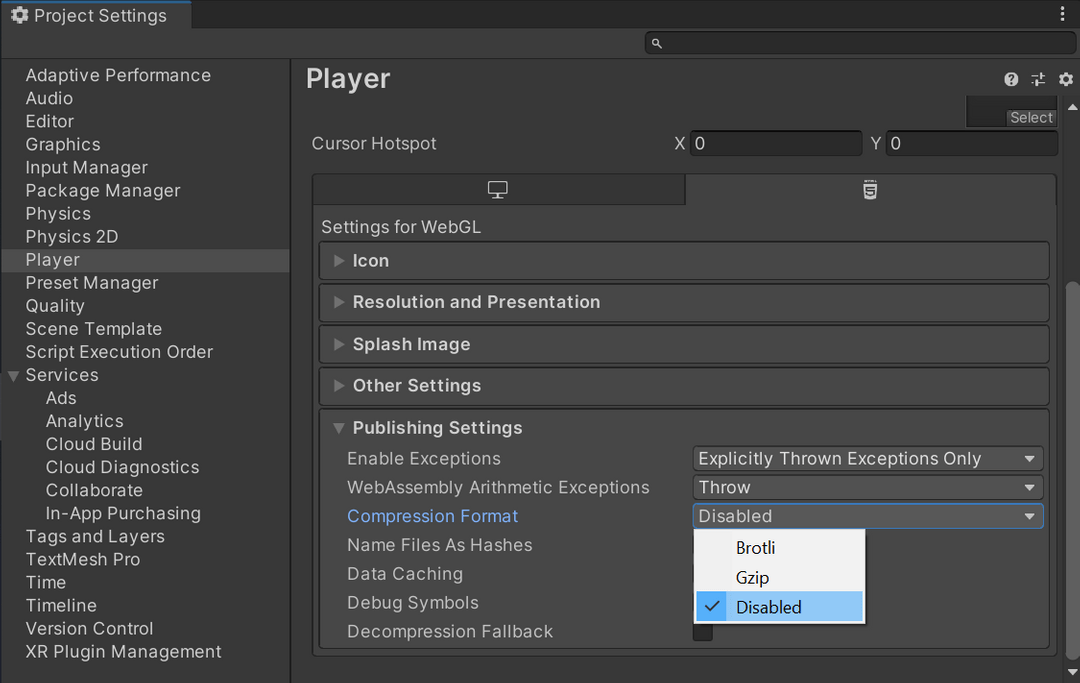 Project Settings
Adaptive Performance
Audio
Editor
Graphics
Input Manager
Package Manager
Physics
Physics 2D
Player
Preset Manager
Quality
Scene Template
Script Execution Order
Services
Ads
Analytics
Cloud Build
Cloud Diagnostics
Collaborate
In-App Purchasing
Tags and Layers
TextMesh Pro
Time
Timeline
Version Control
XR Plugin Management
Player
Select
Cursor Hotspot X 0 Y 0
Settings for WebGL
Icon
Resolution and Presentation
Splash Image
Other Settings
Publishing Settings
Enable Exceptions Explicitly Thrown Exceptions Only
WebAssembly Arithmetic Exceptions Throw
Compression Format Disabled
Name Files As Hashes
Data Caching
Debug Symbols
Decompression Fallback
Brotli
Gzip
Disabled